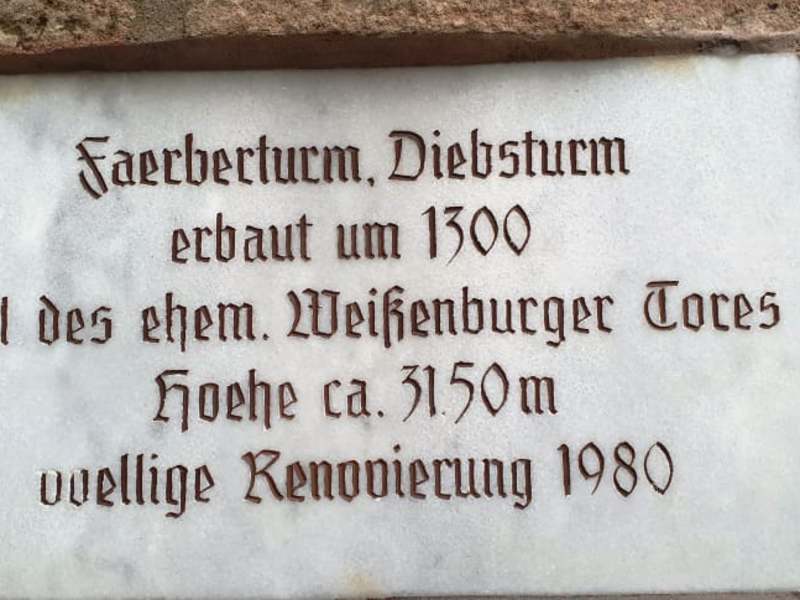 Faerberturm, Diebsturm
erbaut um 1300
des ehem. Weißenburger Tores
Hoehe ca. 31.50 m
voellige Renovierung 1980